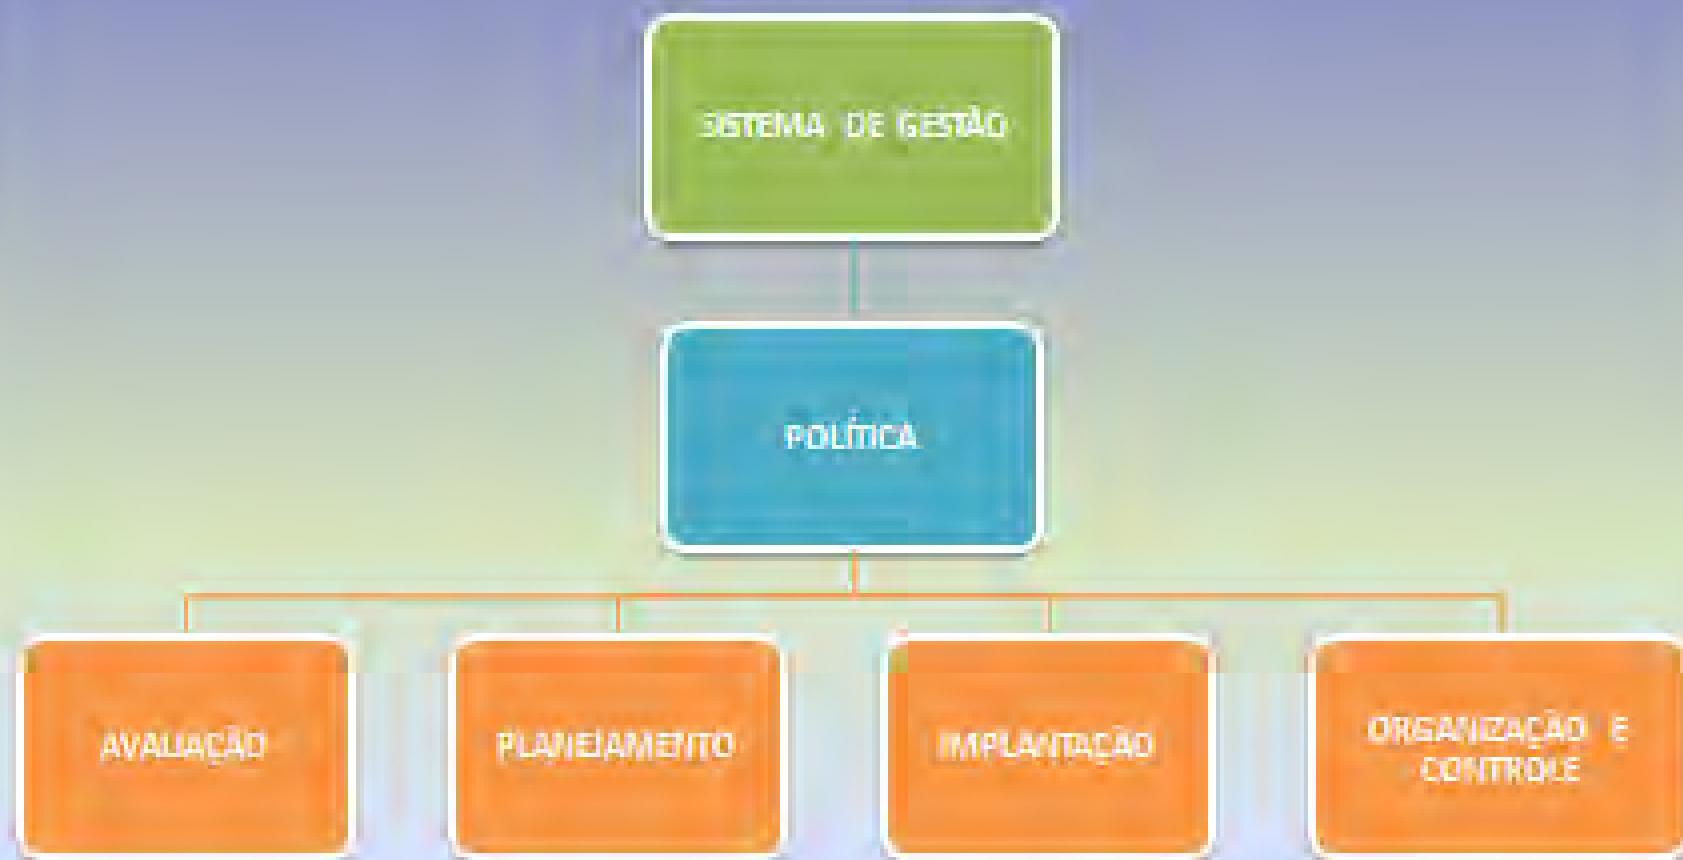 SISTEMA DE GESTÃO
POLÍTICA
AVALIAÇÃO
PLANEJAMENTO
IMPLANTAÇÃO
ORGANIZAÇÃO E
CONTROLE